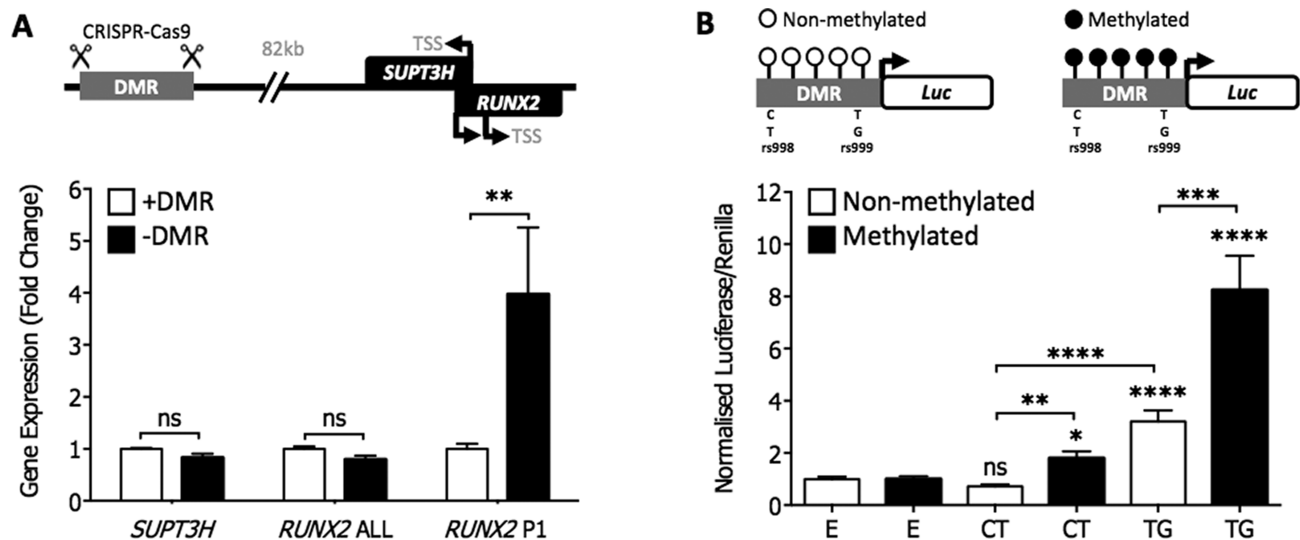 A
CRISPR-Cas9
DMR
82kb
TSS
SUPT3H
RUNX2
TSS
Gene Expression (Fold Change)
6
5
4
3
2
1
0
+DMR
-DMR
ns
ns
**
SUPT3H
RUNX2 ALL
RUNX2 P1
B
Non-methylated
DMR
Luc
C
T
T
G
rs998
rs999
Methylated
DMR
Luc
C
T
T
G
rs998
rs999
Normalised Luciferase/Renilla
12
10
8
6
4
2
0
Non-methylated
Methylated
***
****
****
**
****
*
ns
E
E
CT
CT
TG
TG